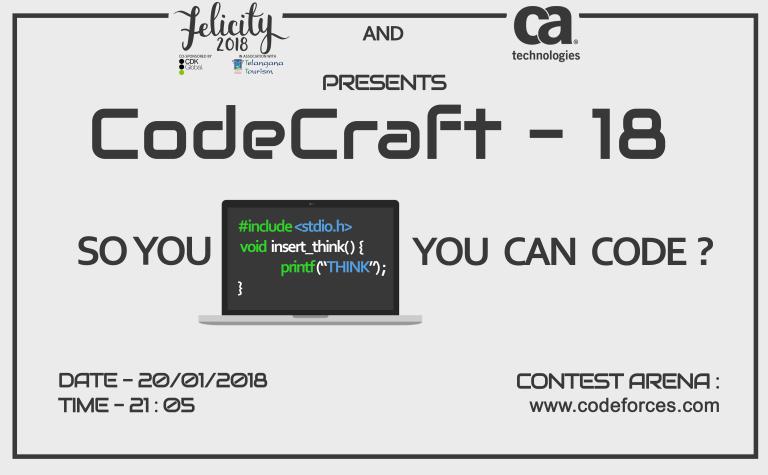 Felicity
2018
CO SPONSORED BY
CDK
Global
IN ASSOCIATION WITH
Telangana
Tourism
AND
ca
technologies
PRESENTS
CodeCraft - 18
SO YOU
#include <stdio.h>
void insert_think() {
printf("THINK");
}
YOU CAN CODE ?
DATE - 20/01/2018
TIME - 21 : 05
CONTEST ARENA :
www.codeforces.com